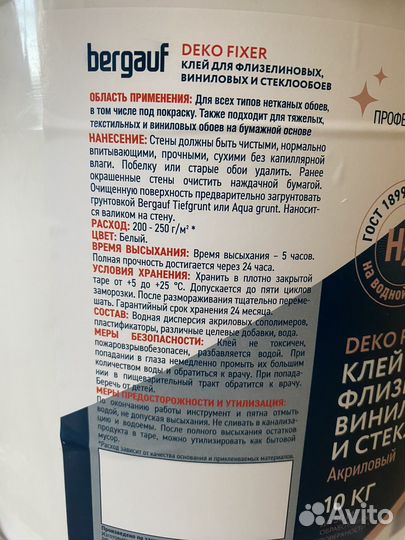 bergauf
DEKO FIXER
КЛЕЙ ДЛЯ ФЛИЗЕЛИНОВЫХ,
ВИНИЛОВЫХ И СТЕКЛООБОЕВ
ОБЛАСТЬ ПРИМЕНЕНИЯ: Для всех типов нетканых обоев,
в том числе под покраску. Также подходит для тяжелых,
текстильных и виниловых обоев на бумажной основе
НАНЕСЕНИЕ: Стены должны быть чистыми, нормально
впитывающими, прочными, сухими без капиллярной
влаги. Побелку или старые обои удалить. Ранее
окрашенные стены очистить наждачной бумагой.
Очищенную поверхность предварительно загрунтовать
грунтовкой Bergauf Tiefgrunt или Aqua grunt. Наносит-
ся валиком на стену.
РАСХОД: 200 - 250 г/м² *
ЦВЕТ: Белый.
ВРЕМЯ ВЫСЫХАНИЯ: Время высыхания – 5 часов.
Полная прочность достигается через 24 часа.
УСЛОВИЯ ХРАНЕНИЯ: Хранить в плотно закрытой
таре от +5 до +25 °С. Допускается до пяти циклов
заморозки. После размораживания тщательно переме-
шать. Гарантийный срок хранения 24 месяца.
СОСТАВ: Водная дисперсия акриловых сополимеров,
пластификаторы, различные целевые добавки, вода.
МЕРЫ БЕЗОПАСНОСТИ: Клей не токсичен,
пожаровзрывобезопасен, разбавляется водой. При
попадании в глаза немедленно промыть их большим
количеством воды и обратиться к врачу. При попада-
нии в пищеварительный тракт обратится к врачу.
Беречь от детей.
МЕРЫ ПРЕДОСТОРОЖНОСТИ И УТИЛИЗАЦИЯ:
По окончанию работы инструмент и пятна отмыть
водой, не допуская высыхания. Не сливать в канализа-
цию и водоемы. После полного высыхания остатков
продукта в таре, можно утилизировать как бытовой
мусор.
*Расход зависит от качества основания и приклеиваемых материалов.
ПРОФЕ
ГОСТ 1899
на водной
DEKO F
КЛЕЙ
ФЛИЗЕ
ВИНИЛ
И СТЕК
Акриловый
10 КГ
Avito